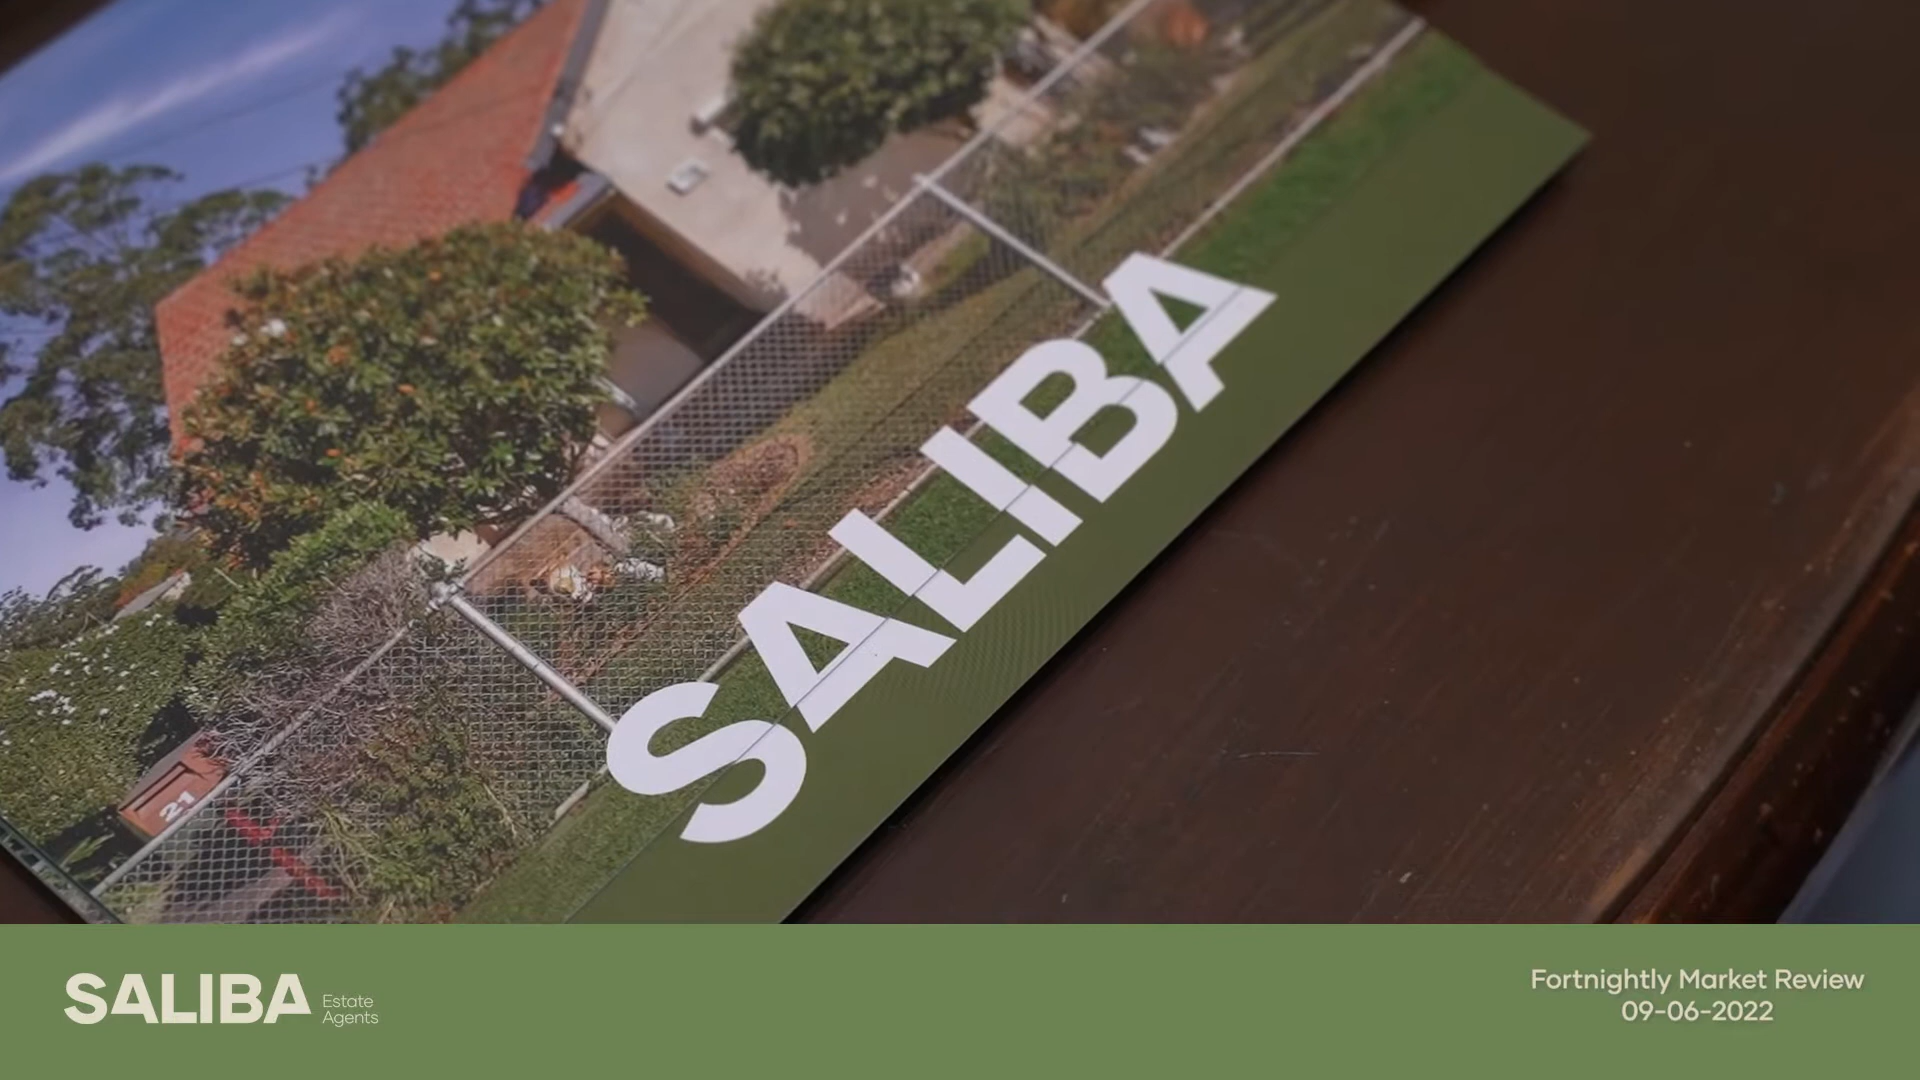 21
SALIBA
SALIBA
Estate
Agents
Fortnightly Market Review
09-06-2022